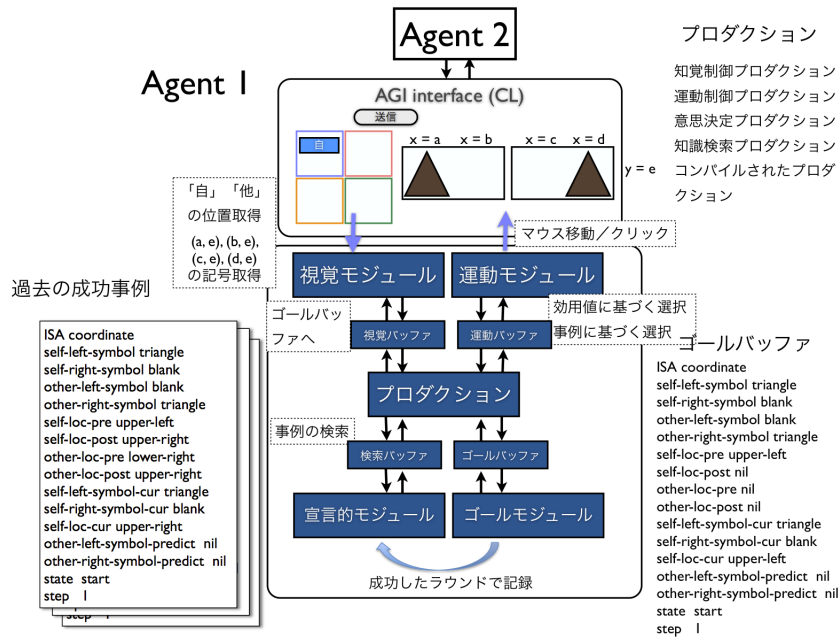 Agent 2
Agent 1
AGI interface (CL)
送信
自
x = a
x = b
x = c
x = d
y = e
プロダクション
知覚制御プロダクション
運動制御プロダクション
意思決定プロダクション
知識検索プロダクション
コンパイルされたプロダ
クション
「自」「他」
の位置取得
(a, e), (b, e),
(c, e), (d, e)
の記号取得
マウス移動／クリック
視覚モジュール
運動モジュール
ゴールバッ
ファへ
視覚バッファ
運動バッファ
効用値に基づく選択
事例に基づく選択
プロダクション
事例の検索
検索バッファ
ゴールバッファ
宣言的モジュール
ゴールモジュール
成功したラウンドで記録
過去の成功事例
ISA coordinate
self-left-symbol triangle
self-right-symbol blank
other-left-symbol blank
other-right-symbol triangle
self-loc-pre upper-left
self-loc-post upper-right
other-loc-pre lower-right
other-loc-post upper-right
self-left-symbol-cur triangle
self-right-symbol-cur blank
self-loc-cur upper-right
other-left-symbol-predict nil
other-right-symbol-predict nil
state start
step 1
ゴールバッファ
ISA coordinate
self-left-symbol triangle
self-right-symbol blank
other-left-symbol blank
other-right-symbol triangle
self-loc-pre upper-left
self-loc-post nil
other-loc-pre nil
other-loc-post nil
self-left-symbol-cur triangle
self-right-symbol-cur blank
self-loc-cur upper-left
other-left-symbol-predict nil
other-right-symbol-predict nil
state start
step 1